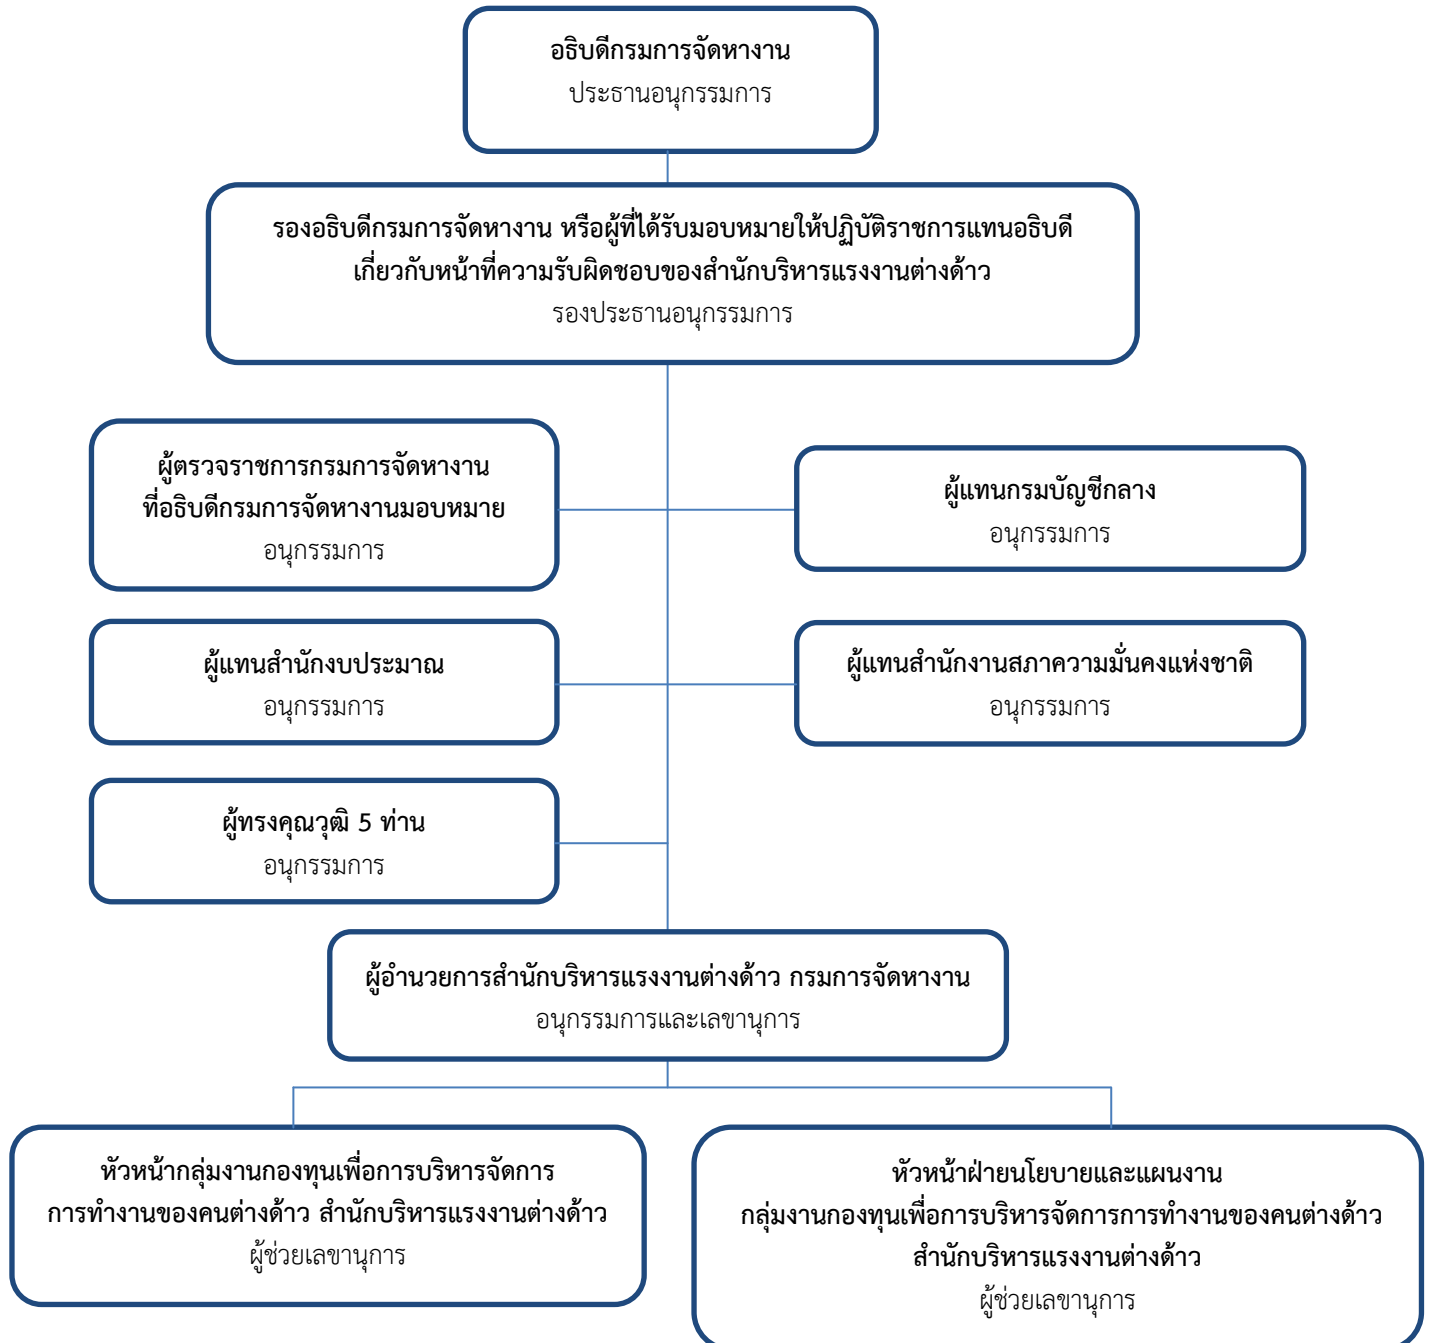 อธิบดีกรมการจัดหางาน
ประธานอนุกรรมการ
รองอธิบดีกรมการจัดหางาน หรือผู้ที่ได้รับมอบหมายให้ปฏิบัติราชการแทนอธิบดี
เกี่ยวกับหน้าที่ความรับผิดชอบของสำนักบริหารแรงงานต่างด้าว
รองประธานอนุกรรมการ
ผู้ตรวจราชการกรมการจัดหางาน
ที่อธิบดีกรมการจัดหางานมอบหมาย
อนุกรรมการ
ผู้แทนกรมบัญชีกลาง
อนุกรรมการ
ผู้แทนสำนักงบประมาณ
อนุกรรมการ
ผู้แทนสำนักงานสภาความมั่นคงแห่งชาติ
อนุกรรมการ
ผู้ทรงคุณวุฒิ 5 ท่าน
อนุกรรมการ
ผู้อำนวยการสำนักบริหารแรงงานต่างด้าว กรมการจัดหางาน
อนุกรรมการและเลขานุการ
หัวหน้ากลุ่มงานกองทุนเพื่อการบริหารจัดการ
การทำงานของคนต่างด้าว สำนักบริหารแรงงานต่างด้าว
ผู้ช่วยเลขานุการ
หัวหน้าฝ่ายนโยบายและแผนงาน
กลุ่มงานกองทุนเพื่อการบริหารจัดการการทำงานของคนต่างด้าว
สำนักบริหารแรงงานต่างด้าว
ผู้ช่วยเลขานุการ